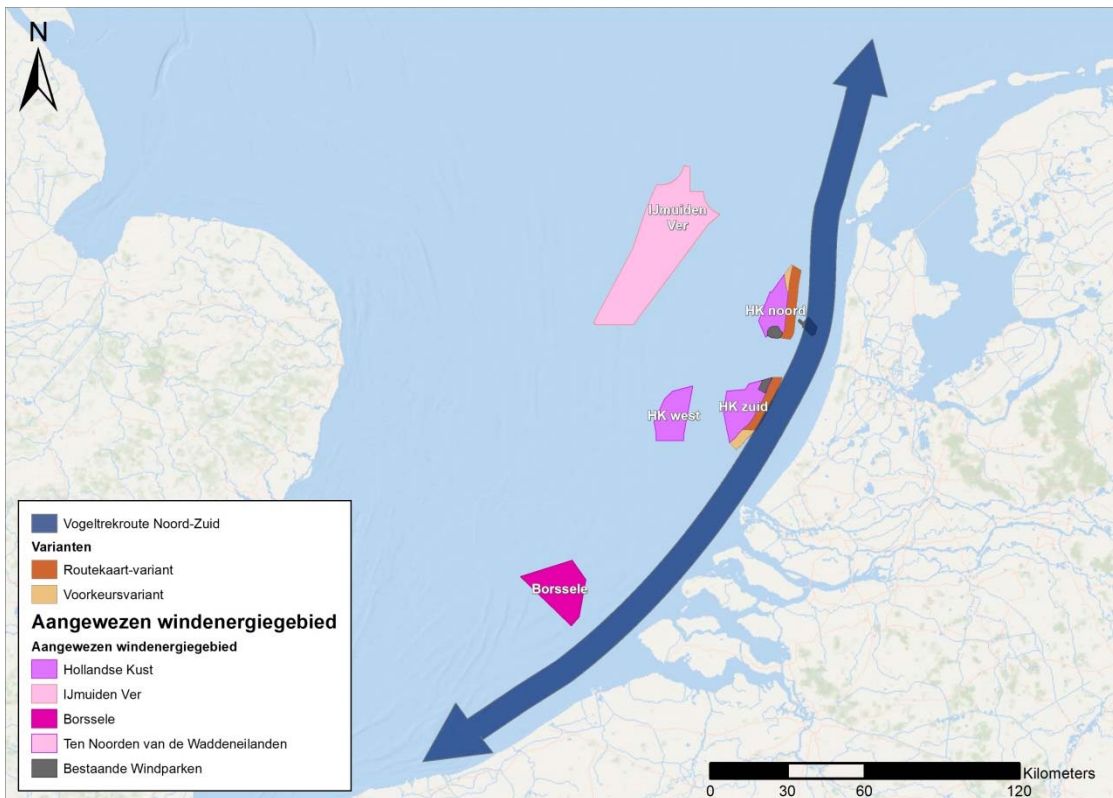 N
IJmuiden
Ver
HK noord
HK west
HK zuid
Borssele
Vogeltrekroute Noord-Zuid
Varianten
Routekaart-variant
Voorkeursvariant
Aangewezen windenergiegebied
Aangewezen windenergiegebied
Hollandse Kust
IJmuiden Ver
Borssele
Ten Noorden van de Waddeneilanden
Bestaande Windparken
Kilometers
0 30 60 120